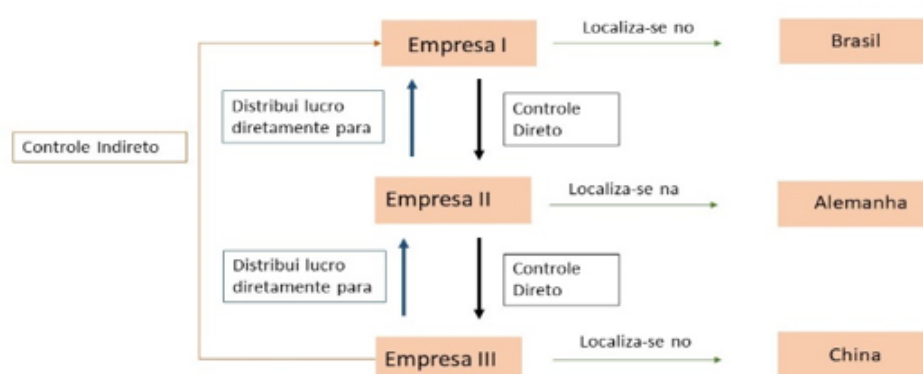 Empresa I
Localiza-se no
Brasil
Distribui lucro
diretamente para
Controle
Direto
Controle Indireto
Empresa II
Localiza-se na
Alemanha
Distribui lucro
diretamente para
Controle
Direto
Empresa III
Localiza-se no
China